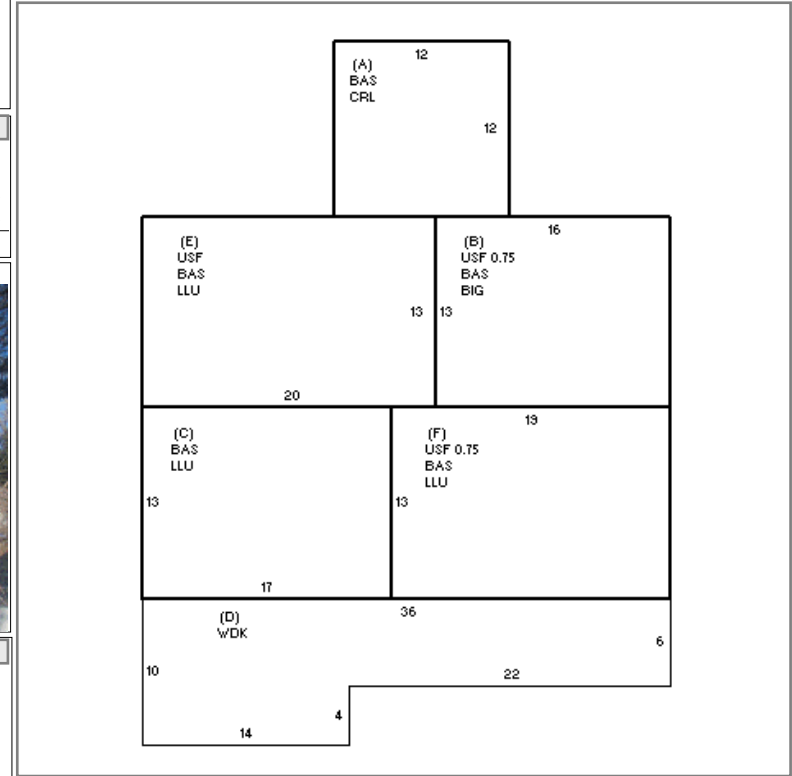 12
(A)
BAS
CRL
12
16
(E)
USF
BAS
LLU
(B)
USF 0.75
BAS
BIG
13
13
20
19
(C)
BAS
LLU
(F)
USF 0.75
BAS
LLU
13
13
17
36
(D)
WDK
6
10
22
4
14